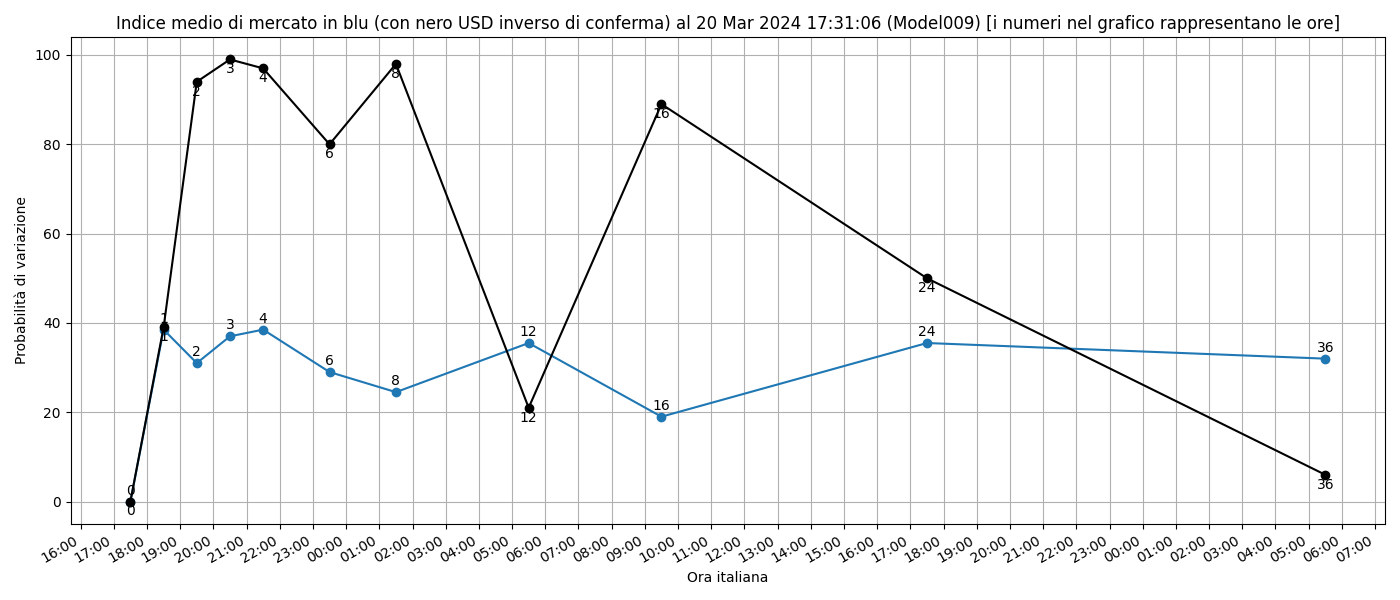 Indice medio di mercato in blu (con nero USD inverso di conferma) al 20 Mar 2024 17:31:06 (Model009) [i numeri nel grafico rappresentano le ore]
Probabilità di variazione
100
80
60
40
20
0
0 1 2 3 4 6 8 12 16 24 36
0 1 2 3 4 6 8 12 16 24 36
16:00 17:00 18:00 19:00 20:00 21:00 22:00 23:00 00:00 01:00 02:00 03:00 04:00 05:00 06:00 07:00 08:00 09:00 10:00 11:00 12:00 13:00 14:00 15:00 16:00 17:00 18:00 19:00 20:00 21:00 22:00 23:00 00:00 01:00 02:00 03:00 04:00 05:00 06:00 07:00
Ora italiana